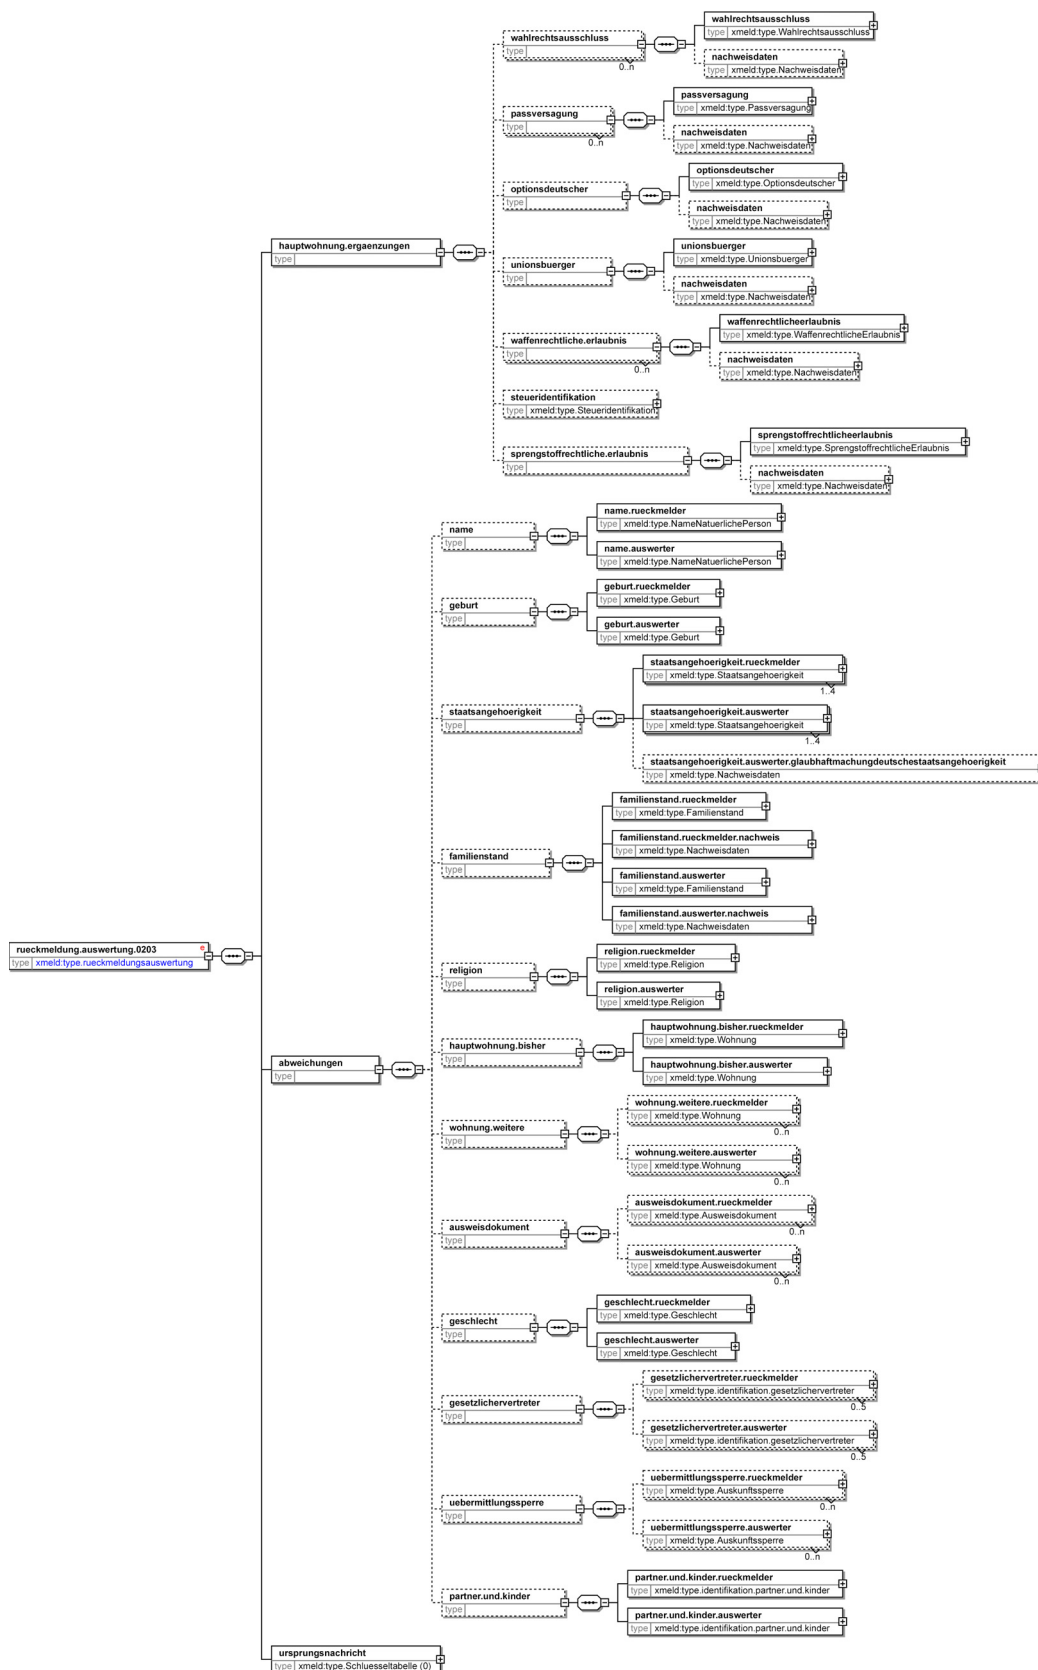 wahlrechtsausschluss
type
0..n
wahlrechtsausschluss
type xmeld:type.Wahlrechtsausschluss
nachweisdaten
type xmeld:type.Nachweisdaten
passversagung
type
0..n
passversagung
type xmeld:type.Passversagung
nachweisdaten
type xmeld:type.Nachweisdaten
optionsdeutscher
type
optionsdeutscher
type xmeld:type.Optionsdeutscher
nachweisdaten
type xmeld:type.Nachweisdaten
hauptwohnung.ergaenzungen
type
unionsbuerger
type
unionsbuerger
type xmeld:type.Unionsbuerger
nachweisdaten
type xmeld:type.Nachweisdaten
waffenrechtliche.erlaubnis
type
0..n
waffenrechtlicheerlaubnis
type xmeld:type.WaffenrechtlicheErlaubnis
nachweisdaten
type xmeld:type.Nachweisdaten
steueridentifikation
type xmeld:type.Steueridentifikation
sprengstoffrechtliche.erlaubnis
type
sprengstoffrechtlicheerlaubnis
type xmeld:type.SprengstoffrechtlicheErlaubnis
nachweisdaten
type xmeld:type.Nachweisdaten
name
type
name.rueckmelder
type xmeld:type.NameNatuerlichePerson
name.auswerter
type xmeld:type.NameNatuerlichePerson
geburt
type
geburt.rueckmelder
type xmeld:type.Geburt
geburt.auswerter
type xmeld:type.Geburt
staatsangehoerigkeit
type
staatsangehoerigkeit.rueckmelder
type xmeld:type.Staatsangehoerigkeit
1..4
staatsangehoerigkeit.auswerter
type xmeld:type.Staatsangehoerigkeit
1..4
staatsangehoerigkeit.auswerter.glaubhaftmachungdeutschestaatsangehoerigkeit
type xmeld:type.Nachweisdaten
familienstand
type
familienstand.rueckmelder
type xmeld:type.Familienstand
familienstand.rueckmelder.nachweis
type xmeld:type.Nachweisdaten
familienstand.auswerter
type xmeld:type.Familienstand
familienstand.auswerter.nachweis
type xmeld:type.Nachweisdaten
rueckmeldung.auswertung.0203 e
type xmeld:type.rueckmeldungsauswertung
religion
type
religion.rueckmelder
type xmeld:type.Religion
religion.auswerter
type xmeld:type.Religion
abweichungen
type
hauptwohnung.bisher
type
hauptwohnung.bisher.rueckmelder
type xmeld:type.Wohnung
hauptwohnung.bisher.auswerter
type xmeld:type.Wohnung
wohnung.weitere
type
wohnung.weitere.rueckmelder
type xmeld:type.Wohnung
0..n
wohnung.weitere.auswerter
type xmeld:type.Wohnung
0..n
ausweisdokument
type
ausweisdokument.rueckmelder
type xmeld:type.Ausweisdokument
0..n
ausweisdokument.auswerter
type xmeld:type.Ausweisdokument
0..n
geschlecht
type
geschlecht.rueckmelder
type xmeld:type.Geschlecht
geschlecht.auswerter
type xmeld:type.Geschlecht
gesetzlichervertreter
type
gesetzlichervertreter.rueckmelder
type xmeld:type.identifikation.gesetzlichervertreter
0..5
gesetzlichervertreter.auswerter
type xmeld:type.identifikation.gesetzlichervertreter
0..5
uebermittlungssperre
type
uebermittlungssperre.rueckmelder
type xmeld:type.Auskunftssperre
0..n
uebermittlungssperre.auswerter
type xmeld:type.Auskunftssperre
0..n
partner.und.kinder
type
partner.und.kinder.rueckmelder
type xmeld:type.identifikation.partner.und.kinder
partner.und.kinder.auswerter
type xmeld:type.identifikation.partner.und.kinder
ursprungsnachricht
type xmeld:type.Schluesseltabelle (0)